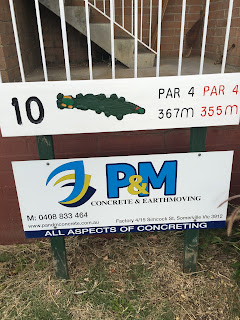 10 PAR 4 PAR 4
367m 355m
P&M
CONCRETE & EARTHMOVING
M: 0408 833 464
www.pandmconcrete.com.au
Factory 4/15 Simcock St, Somerville Vic 3912
ALL ASPECTS OF CONCRETING